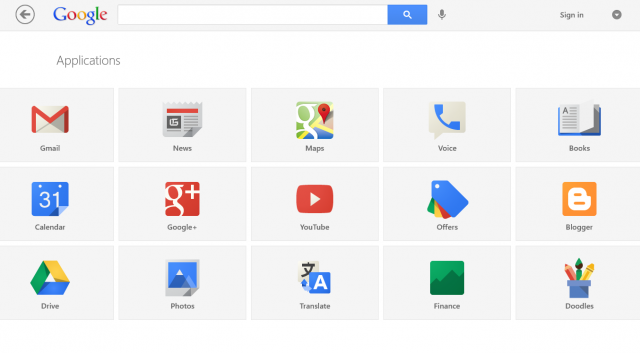 Google
Sign in
Applications
Gmail
News
Maps
Voice
Books
31
Calendar
g+
Google+
YouTube
Offers
Blogger
Drive
Photos
文 A
Translate
Finance
Doodles